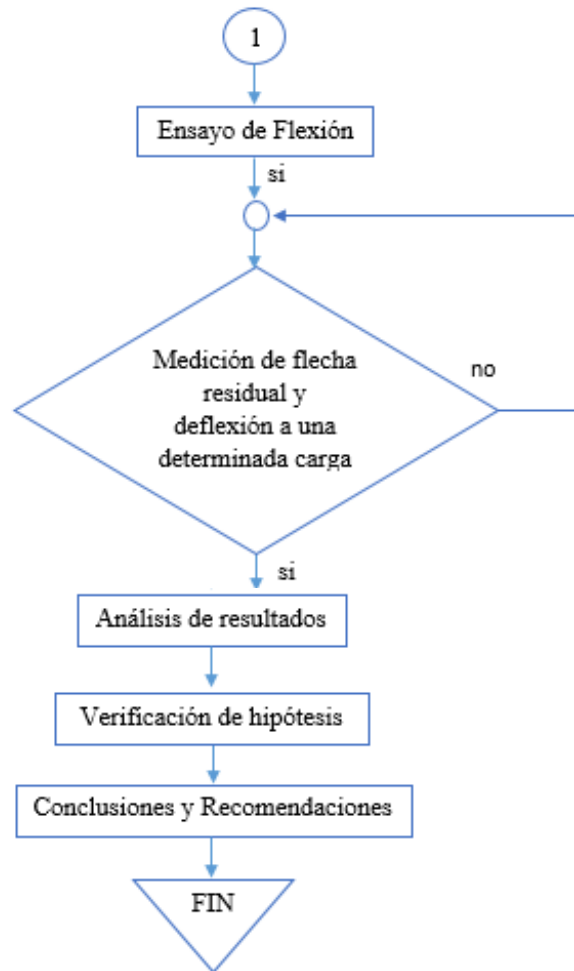 1
Ensayo de Flexión
si
Medición de flecha
residual y
deflexión a una
determinada carga
no
si
Análisis de resultados
Verificación de hipótesis
Conclusiones y Recomendaciones
FIN